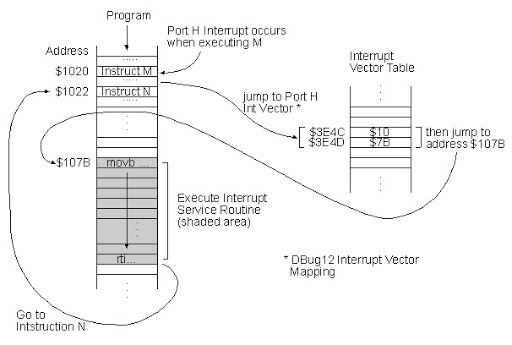 Program
Port H Interrupt occurs
when executing M
Address
$1020
Instruct M
$1022
Instruct N
jump to Port H
Int Vector *
Interrupt
Vector Table
$3E4C
$10
$3E4D
$7B
then jump to
address $107B
$107B
movb ...
Execute Interrupt
Service Routine
(shaded area)
rti...
* DBug12 Interrupt Vector
Mapping
Go to
Intstruction N